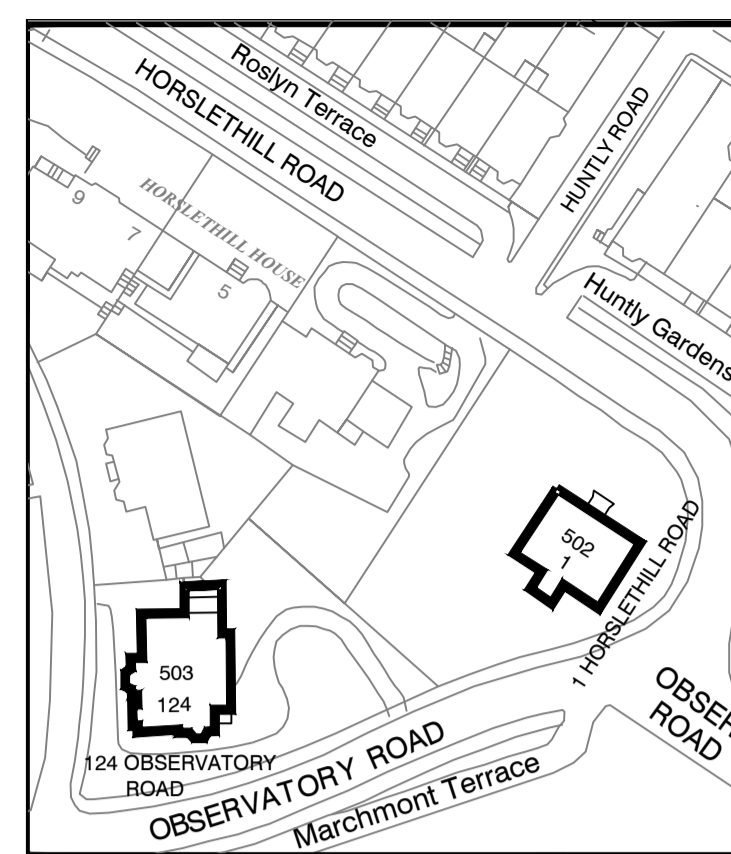 Roslyn Terrace
HORSLETHILL ROAD
HUNTLY ROAD
9
7
HORSLETHILL HOUSE
5
Huntly Gardens
502
1
1 HORSLETHILL ROAD
503
124
124 OBSERVATORY
ROAD
OBSERVATORY ROAD
Marchmont Terrace
OBSER
ROAD